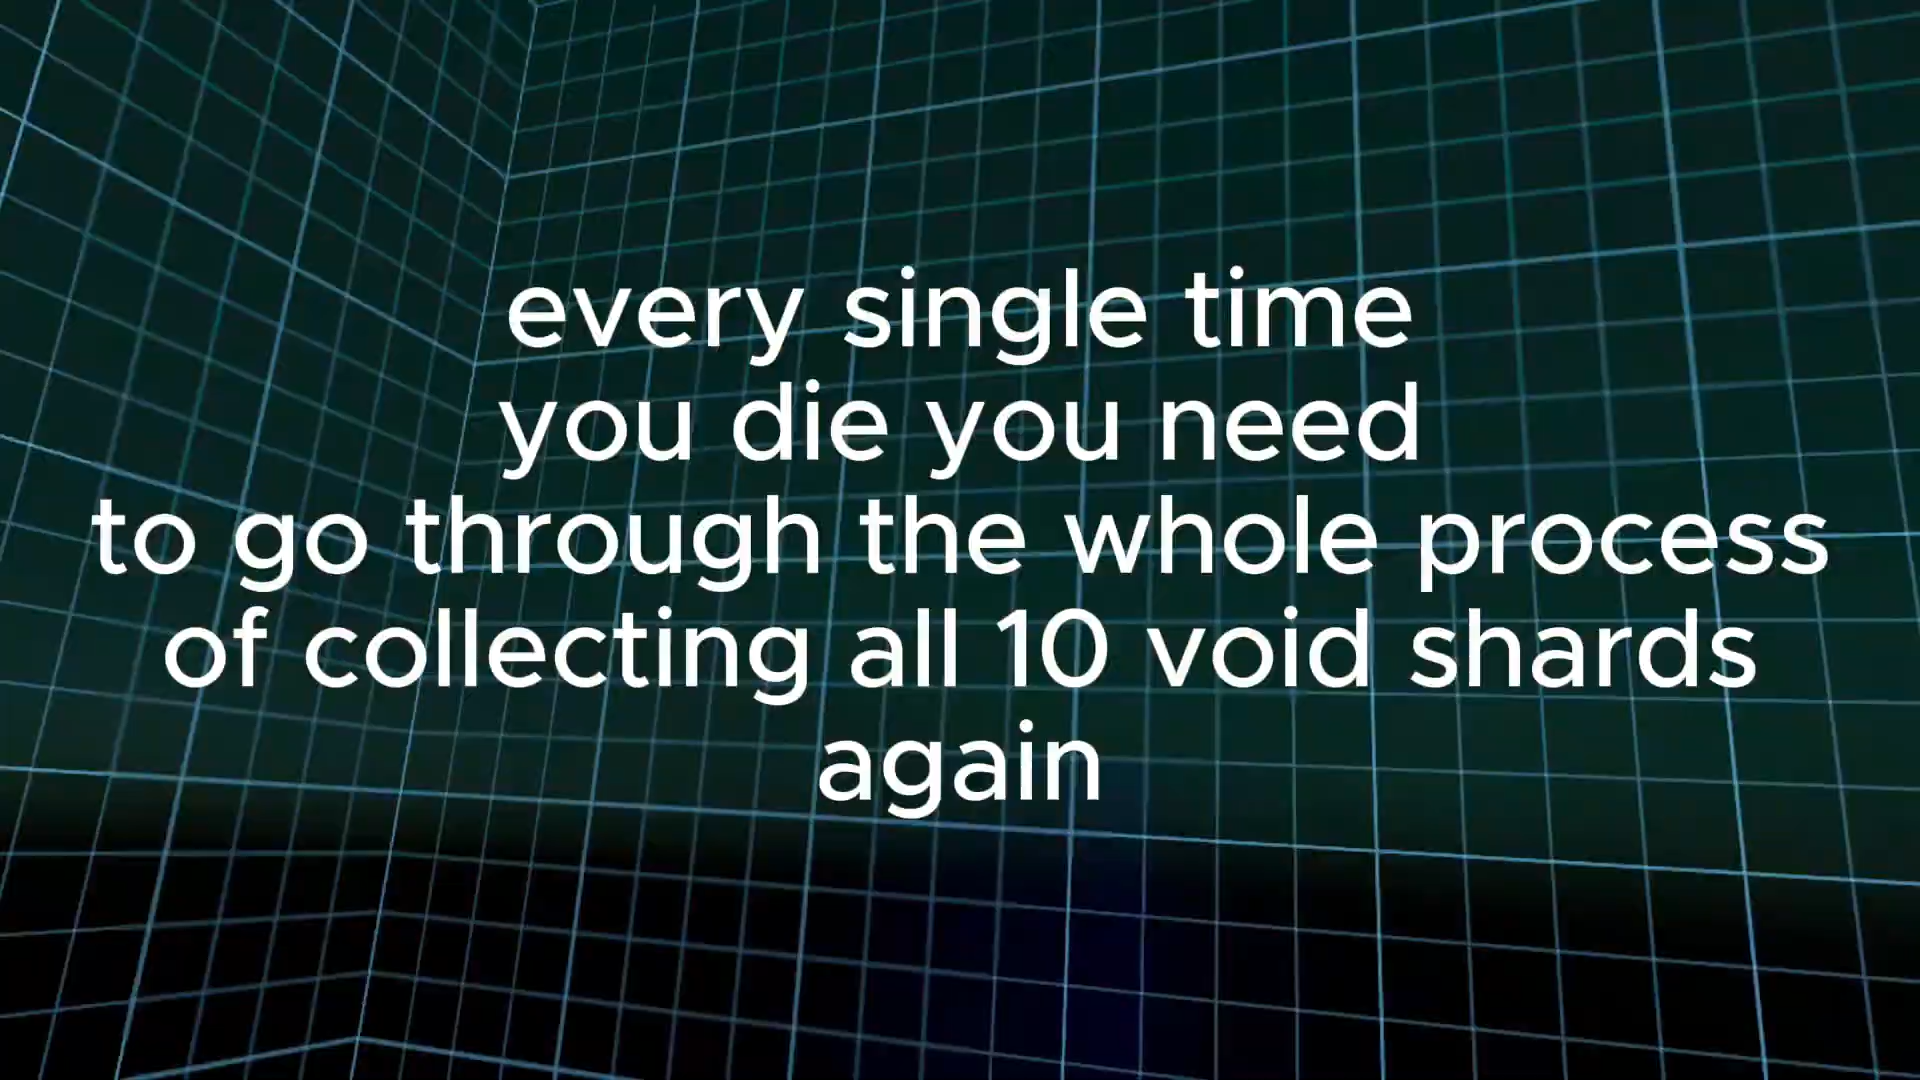 every single time
you die you need
to go through the whole process
of collecting all 10 void shards
again